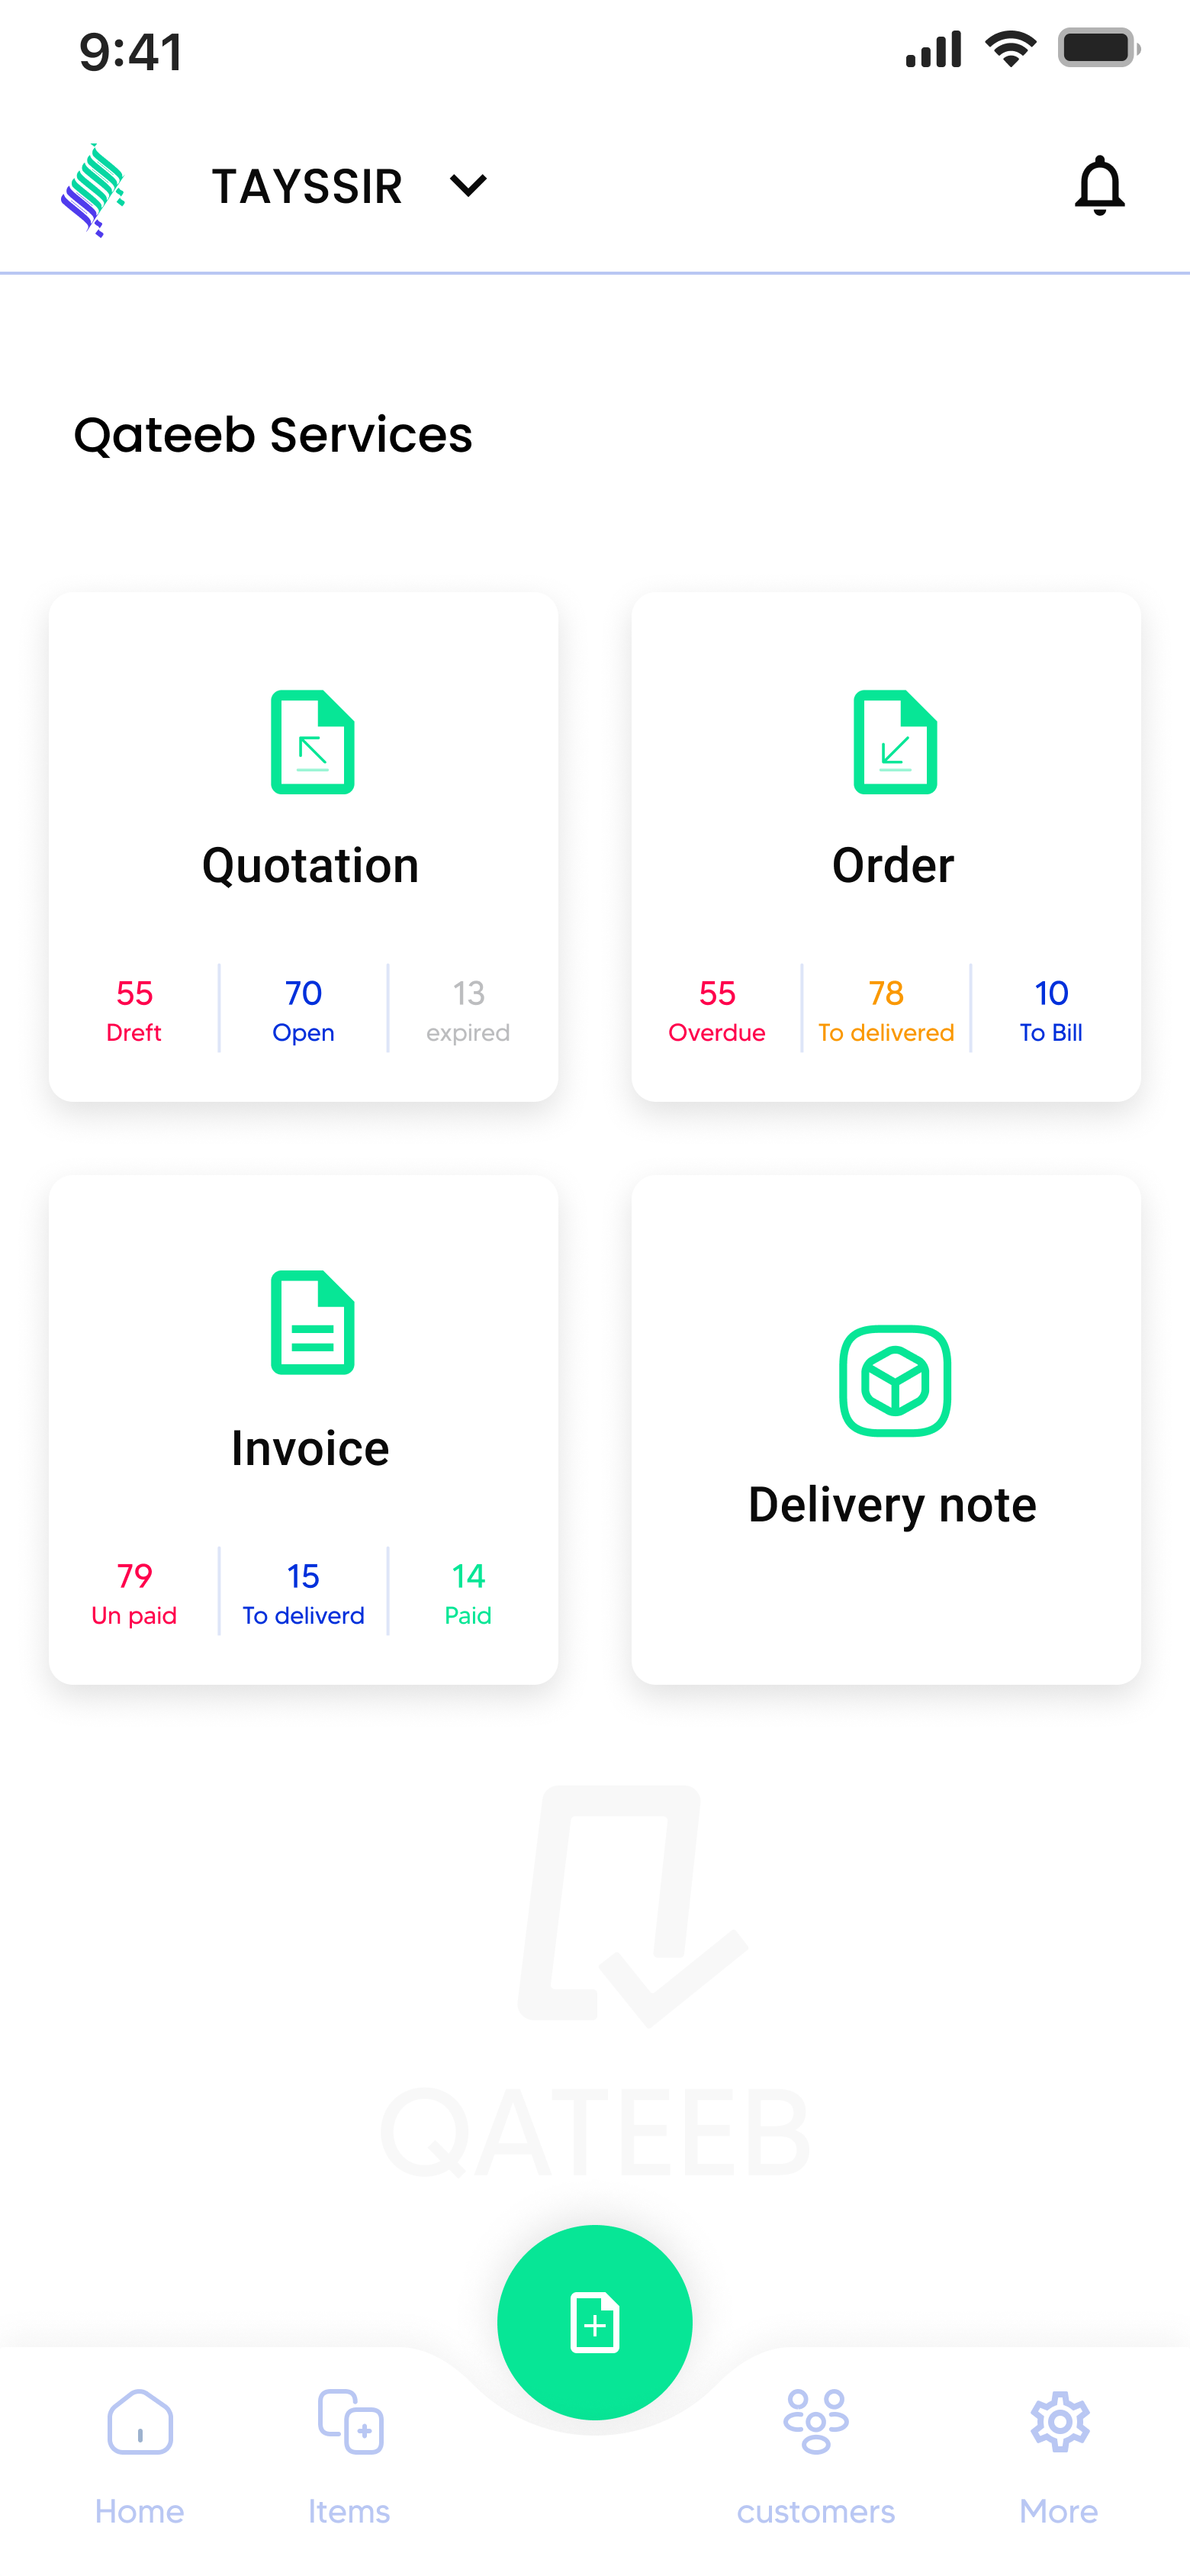 9:41
TAYSSIR
Qateeb Services
Quotation
55 70 13
Dreft Open expired
Order
55 78 10
Overdue To delivered To Bill
Invoice
79 15 14
Un paid To deliverd Paid
Delivery note
QATEEB
Home Items customers More